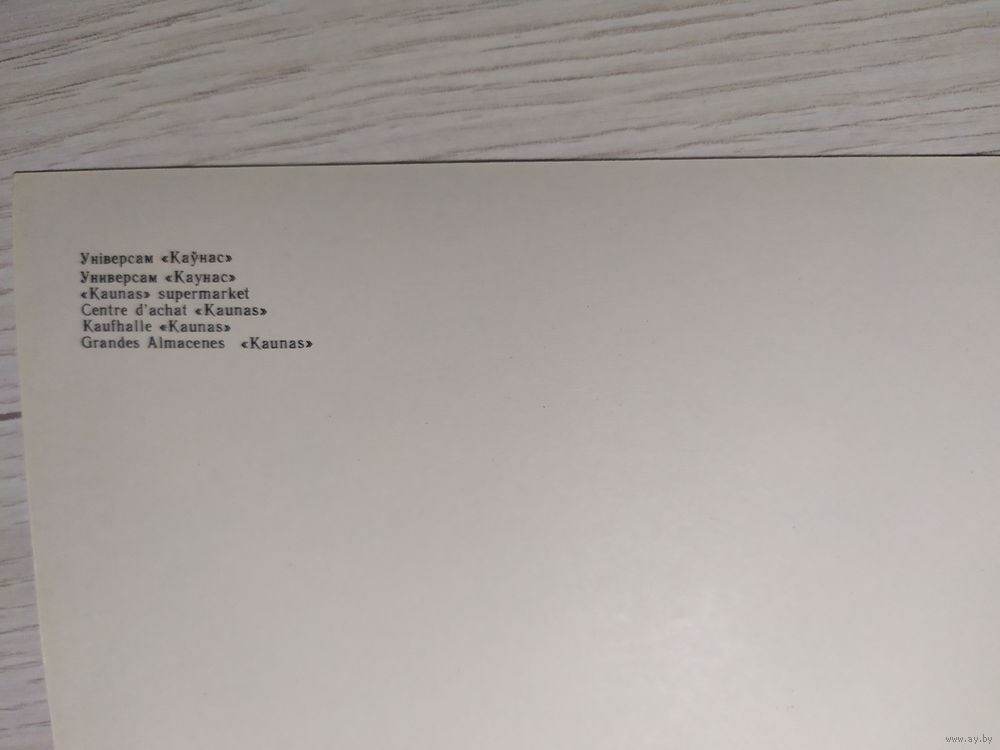 Універсам «Каўнас»
Универсам «Каунас»
«Kaunas» supermarket
Centre d'achat «Kaunas»
Kaufhalle «Kaunas»
Grandes Almacenes «Kaunas»
www.ay.by